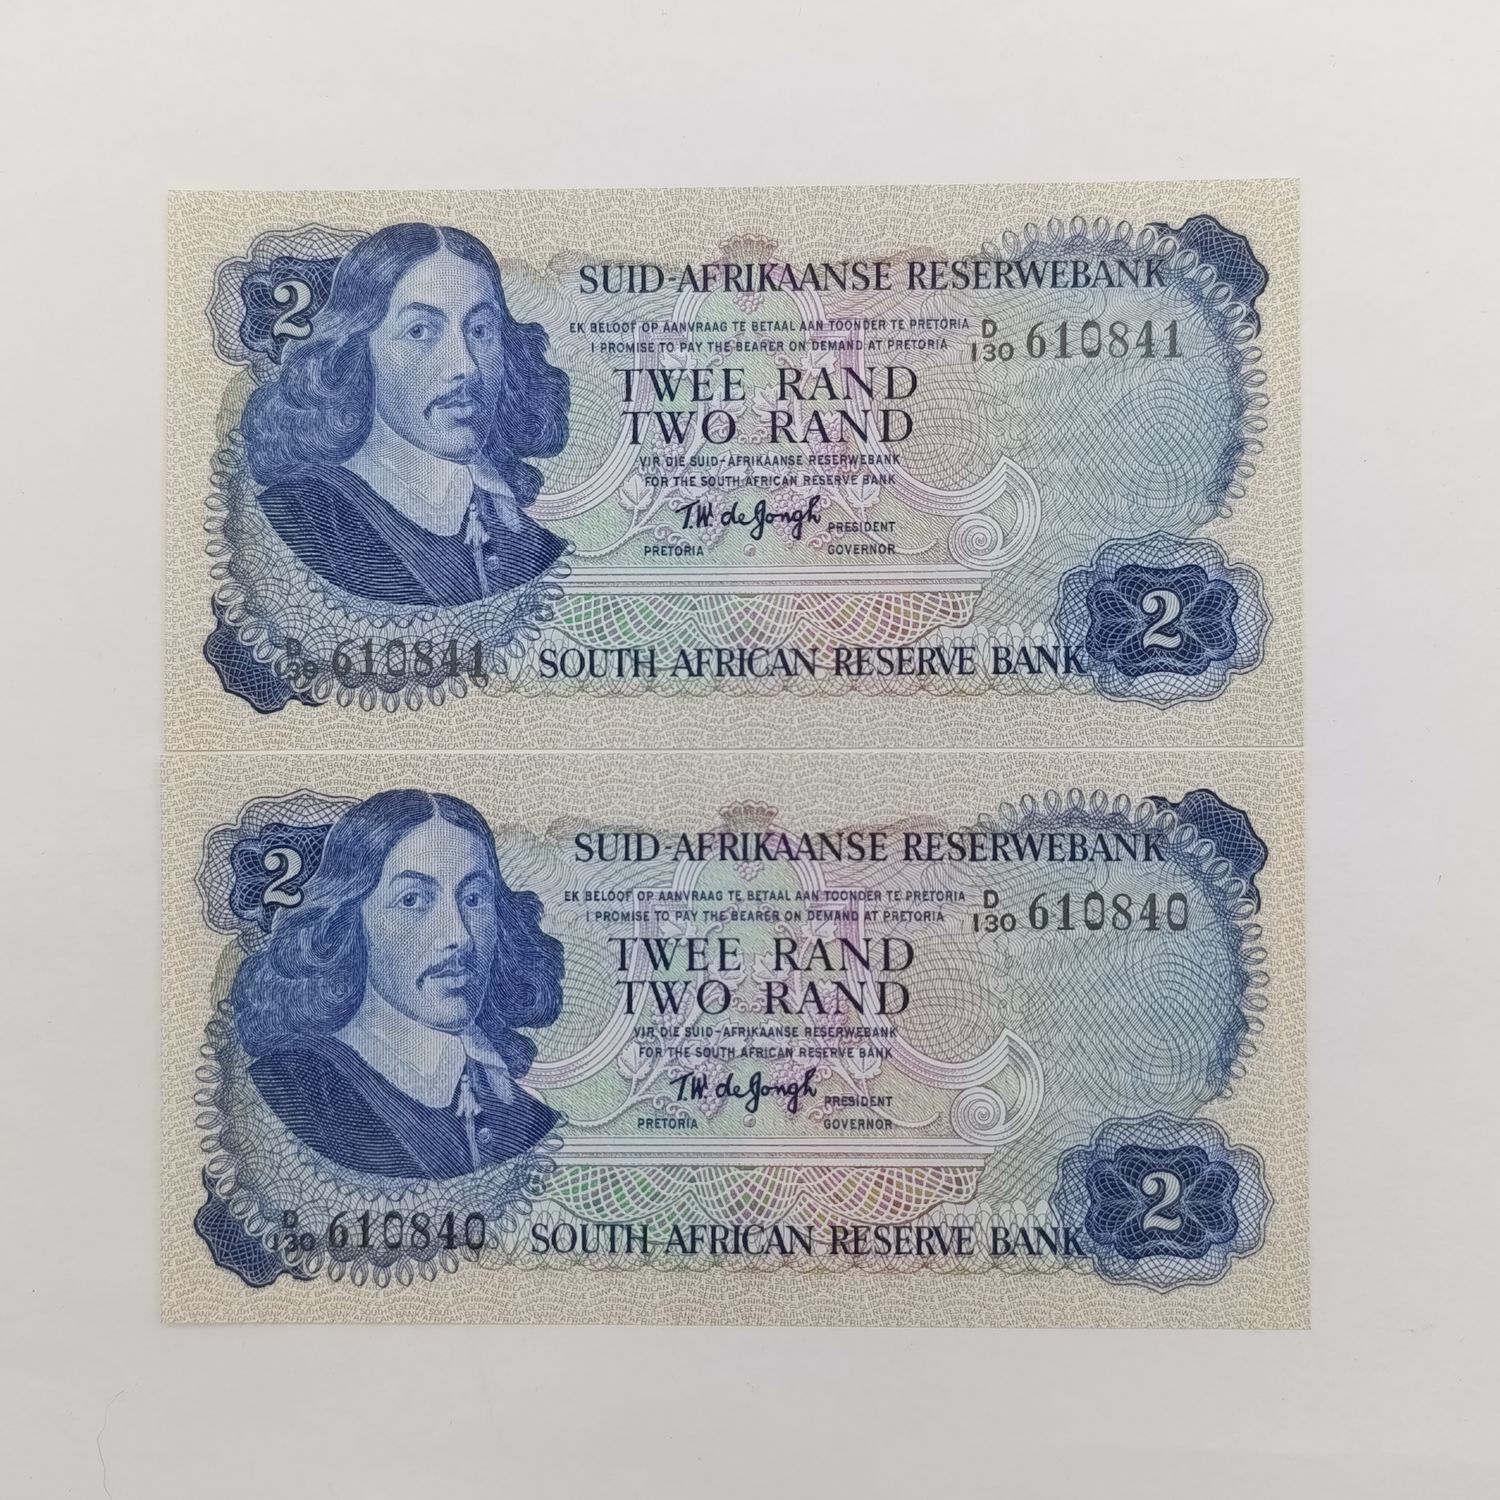 2
SUID-AFRIKAANSE RESERWEBANK
EK BELOOF OP AANVRAAG TE BETAAL AAN TOONDER TE PRETORIA
I PROMISE TO PAY THE BEARER ON DEMAND AT PRETORIA
D/130 610841
TWEE RAND
TWO RAND
VIR DIE SUID-AFRIKAANSE RESERWEBANK
FOR THE SOUTH AFRICAN RESERVE BANK
T.W. de Jongh
PRESIDENT
PRETORIA GOVERNOR
2
D/130 610841
SOUTH AFRICAN RESERVE BANK
2
SUID-AFRIKAANSE RESERWEBANK
EK BELOOF OP AANVRAAG TE BETAAL AAN TOONDER TE PRETORIA
I PROMISE TO PAY THE BEARER ON DEMAND AT PRETORIA
D/130 610840
TWEE RAND
TWO RAND
VIR DIE SUID-AFRIKAANSE RESERWEBANK
FOR THE SOUTH AFRICAN RESERVE BANK
T.W. de Jongh
PRESIDENT
PRETORIA GOVERNOR
2
D/130 610840
SOUTH AFRICAN RESERVE BANK